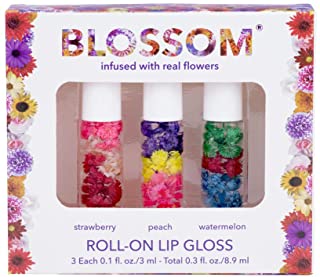 BLOSSOM®
infused with real flowers
strawberry peach watermelon
ROLL-ON LIP GLOSS
3 Each 0.1 fl. oz./3 ml - Total 0.3 fl. oz./8.9 ml